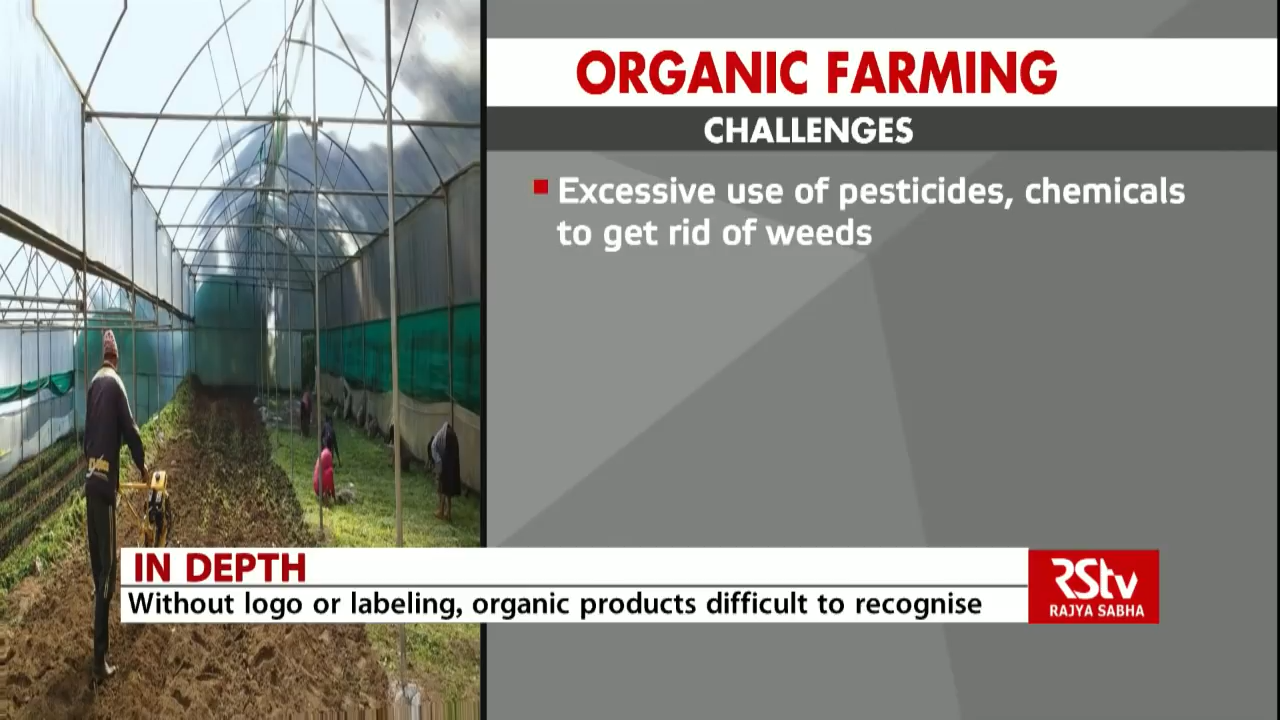 ORGANIC FARMING
CHALLENGES
Excessive use of pesticides, chemicals
to get rid of weeds
IN DEPTH
Without logo or labeling, organic products difficult to recognise
RStv
RAJYA SABHA